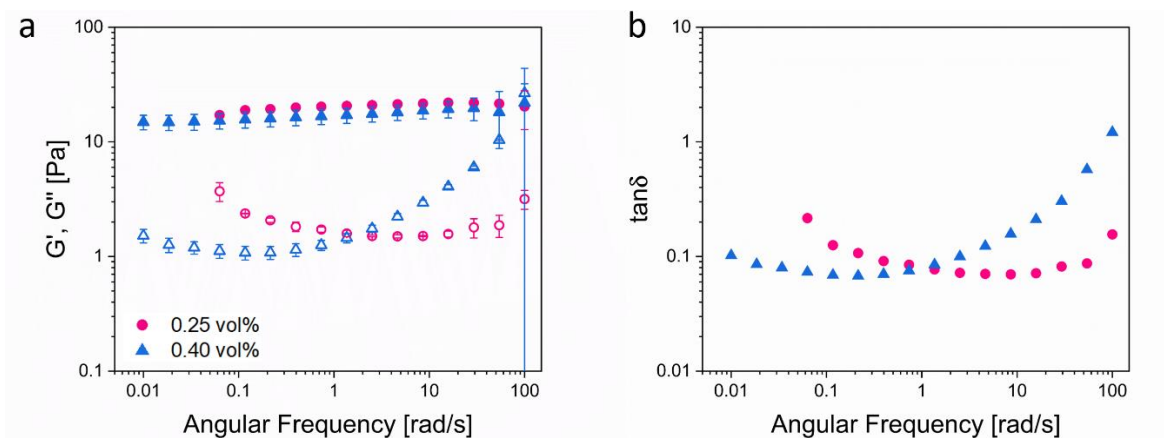 a
100
10
1
0.1
G', G" [Pa]
0.25 vol%
0.40 vol%
0.01 0.1 1 10 100
Angular Frequency [rad/s]
b
10
1
0.1
0.01
tanδ
0.01 0.1 1 10 100
Angular Frequency [rad/s]